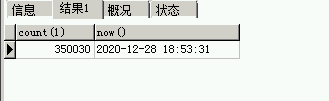 信息 结果1 概况 状态
count(1) now()
350030 2020-12-28 18:53:31